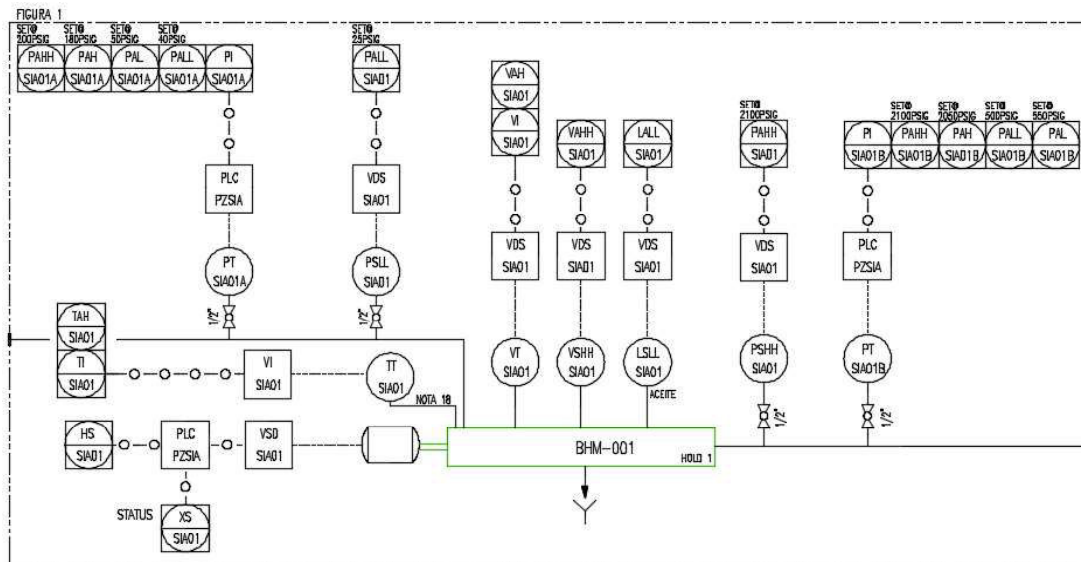 FIGURA 1
SET@ 200PSIG
SET@ 180PSIG
SET@ 50PSIG
SET@ 40PSIG
PAHH SIA01A
PAH SIA01A
PAL SIA01A
PALL SIA01A
PI SIA01A
PLC PZSIA
PT SIA01A
1/2"
SET@ 25PSIG
PALL SIA01
VDS SIA01
PSLL SIA01
1/2"
VAH SIA01
VI SIA01
VDS SIA01
VT SIA01
VAHH SIA01
VDS SIA01
VSHH SIA01
LALL SIA01
VDS SIA01
LSLL SIA01
ACEITE
SET@ 2100PSIG
PAHH SIA01
VDS SIA01
PSHH SIA01
1/2"
SET@ 2100PSIG
SET@ 2050PSIG
SET@ 500PSIG
SET@ 550PSIG
PI SIA01B
PAHH SIA01B
PAH SIA01B
PALL SIA01B
PAL SIA01B
PLC PZSIA
PT SIA01B
1/2"
TAH SIA01
TI SIA01
VI SIA01
TT SIA01
NOTA 18
HS SIA01
PLC PZSIA
VSD SIA01
STATUS
XS SIA01
BHM-001
HOLD 1